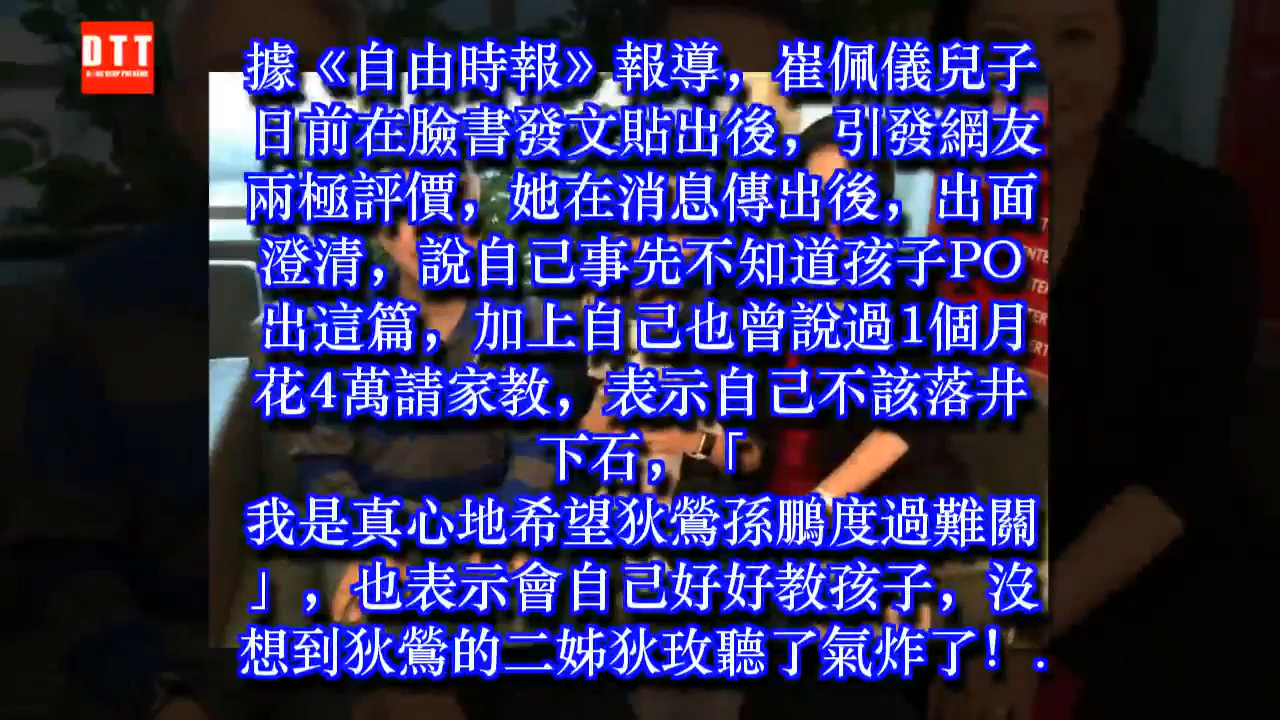 DTT
據《自由時報》報導，崔佩儀兒子
日前在臉書發文貼出後，引發網友
兩極評價，她在消息傳出後，出面
澄清，說自己事先不知道孩子PO
出這篇，加上自己也曾說過1個月
花4萬請家教，表示自己不該落井
下石，「
我是真心地希望狄鶯孫鵬度過難關
」，也表示會自己好好教孩子，沒
想到狄鶯的二姊狄玫聽了氣炸了！.